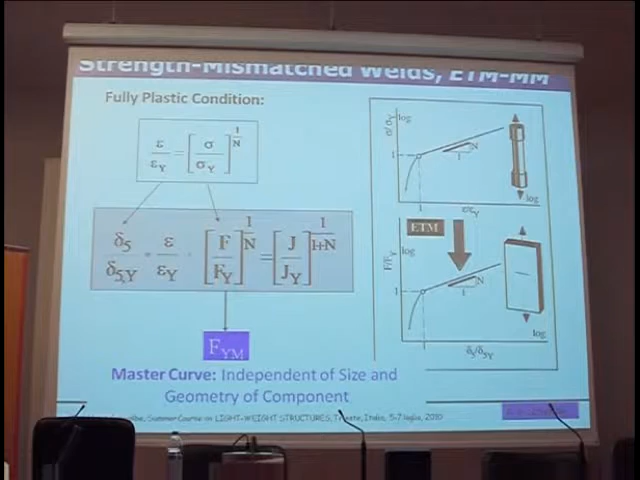 Strength-Mismatched Welds, ETM-MM
Fully Plastic Condition:
ε/εY = [σ/σY]^1/N
δ5/δ5,Y = ε/εY = [F/FY]^1/N = [J/JY]^1/1+N
FYM
Master Curve: Independent of Size and
Geometry of Component
σ/σY log
1
N
1
1
log
ε/εY
ETM
F/FY
log
1
N
1
log
δ5/δ5Y
Summer Course on LIGHT-WEIGHT STRUCTURES, Trieste, Italia, 5-7 luglio, 2010